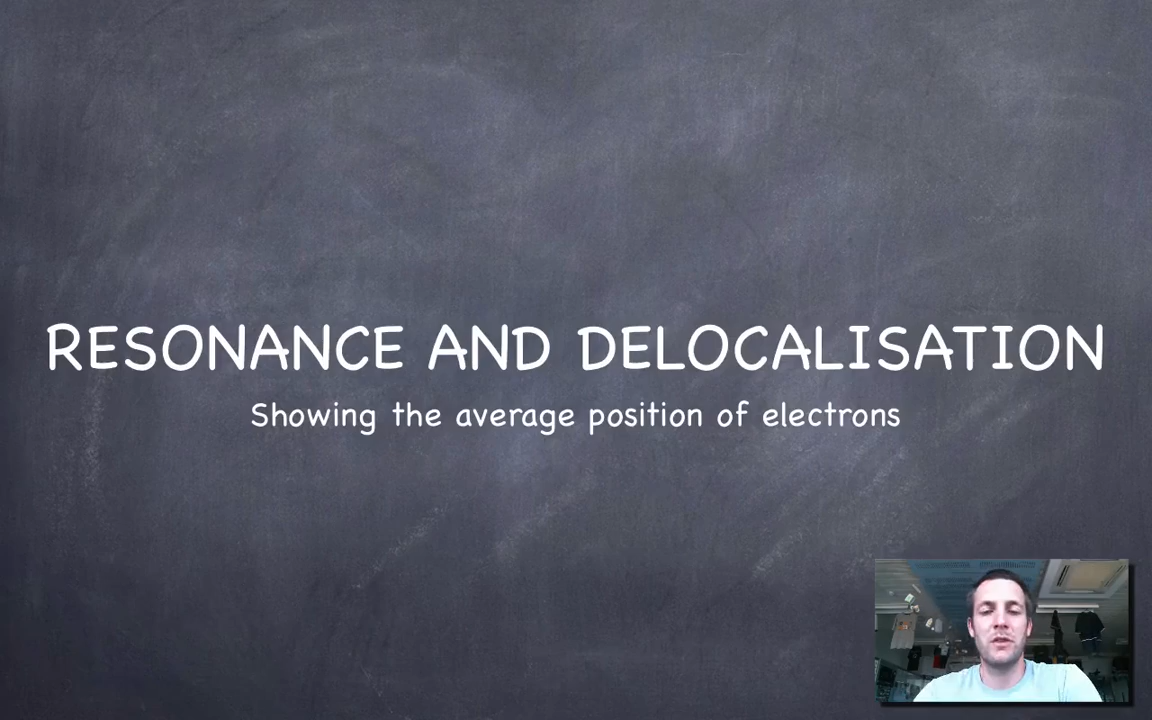 RESONANCE AND DELOCALISATION
Showing the average position of electrons